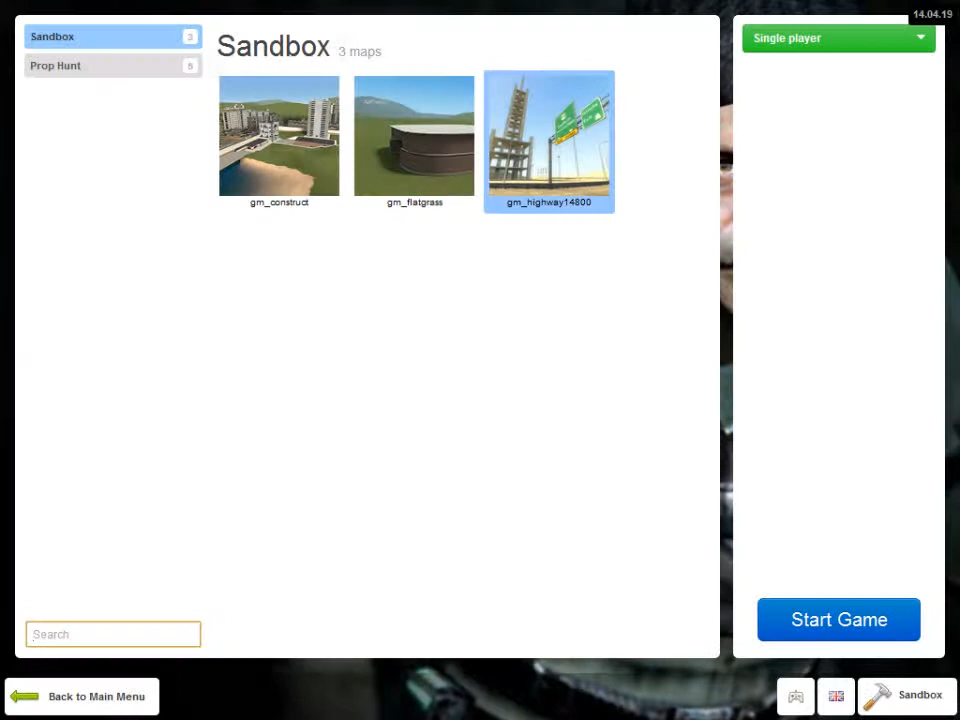 14.04.19
Sandbox 3
Prop Hunt 5
Sandbox 3 maps
gm_construct
gm_flatgrass
gm_highway14800
Single player
Search
Start Game
Back to Main Menu
Sandbox